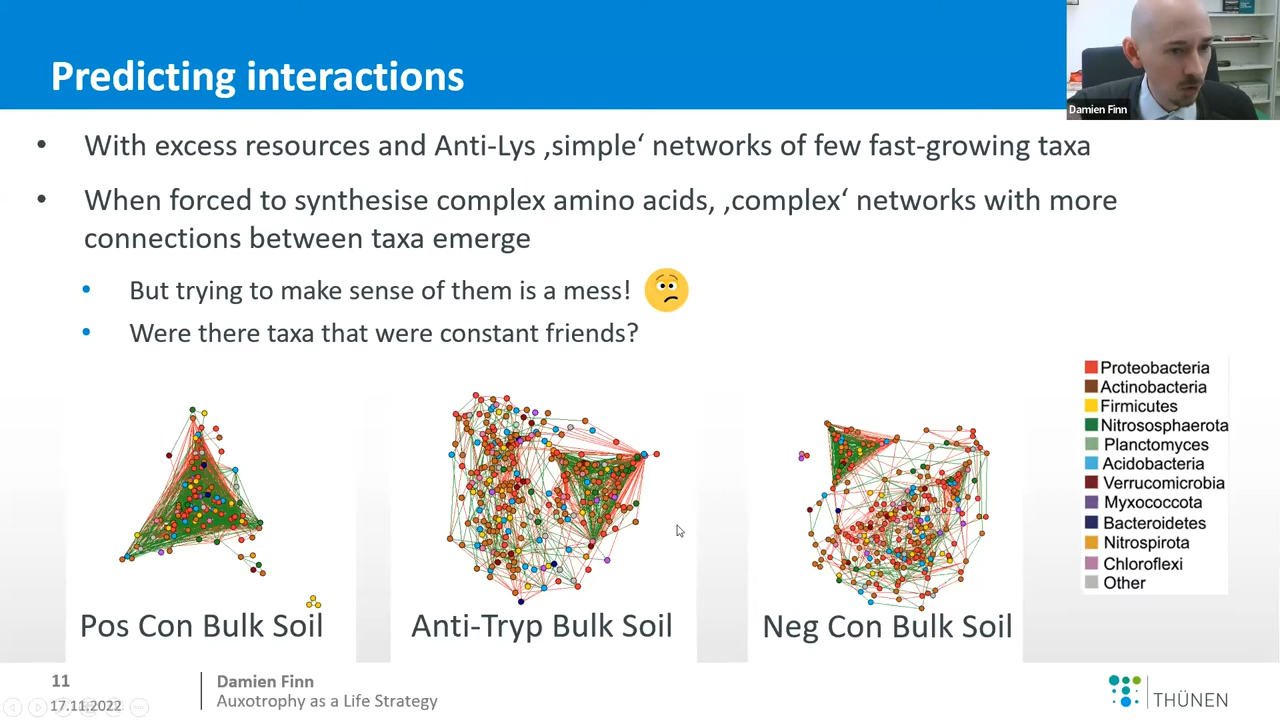 Predicting interactions
Damien Finn
• With excess resources and Anti-Lys ‚simple‘ networks of few fast-growing taxa
• When forced to synthesise complex amino acids, ‚complex‘ networks with more
connections between taxa emerge
• But trying to make sense of them is a mess!
• Were there taxa that were constant friends?
Proteobacteria
Actinobacteria
Firmicutes
Nitrososphaerota
Planctomyces
Acidobacteria
Verrucomicrobia
Myxococcota
Bacteroidetes
Nitrospirota
Chloroflexi
Other
Pos Con Bulk Soil
Anti-Tryp Bulk Soil
Neg Con Bulk Soil
11
17.11.2022
Damien Finn
Auxotrophy as a Life Strategy
THÜNEN